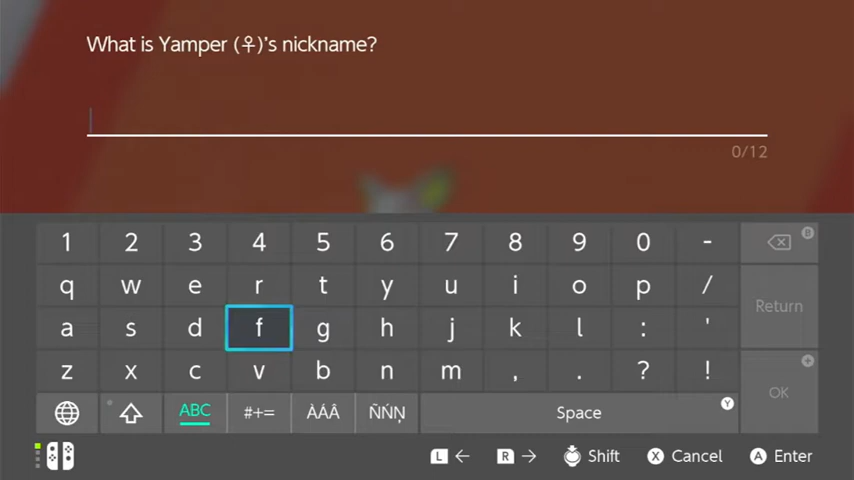 What is Yamper (♀)'s nickname?
0/12
1 2 3 4 5 6 7 8 9 0 - B
q w e r t y u i o p / Return
a s d f g h j k l : '
z x c v b n m , . ? ! + OK
ABC #+= ÀÁÂ ÑŃŅ Space Y
L ← R → Shift X Cancel A Enter